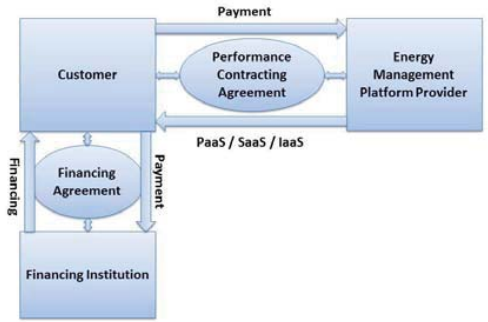 Payment
Customer
Performance
Contracting
Agreement
Energy
Management
Platform Provider
PaaS / SaaS / IaaS
Financing
Financing
Agreement
Payment
Financing Institution